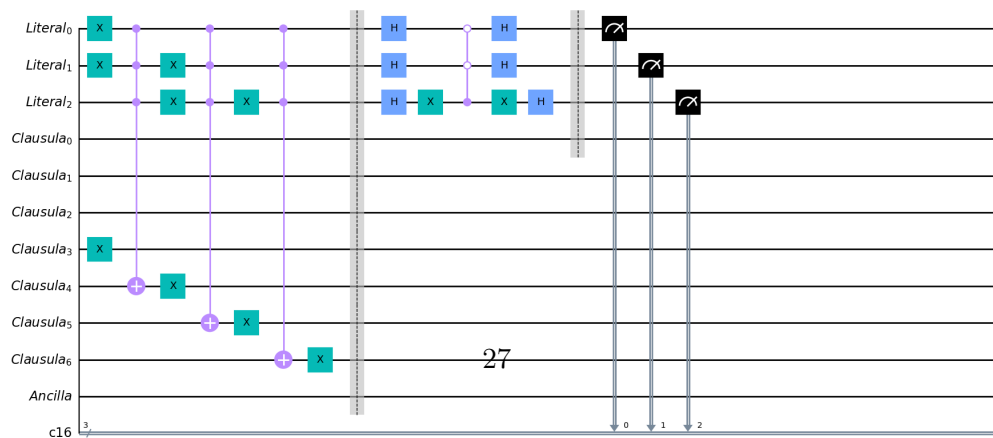 Literal₀ X H H
Literal₁ X X H H
Literal₂ X X H X X H
Clausula₀
Clausula₁
Clausula₂
Clausula₃ X
Clausula₄ X
Clausula₅ X
Clausula₆ X 27
Ancilla
c16 3 0 1 2